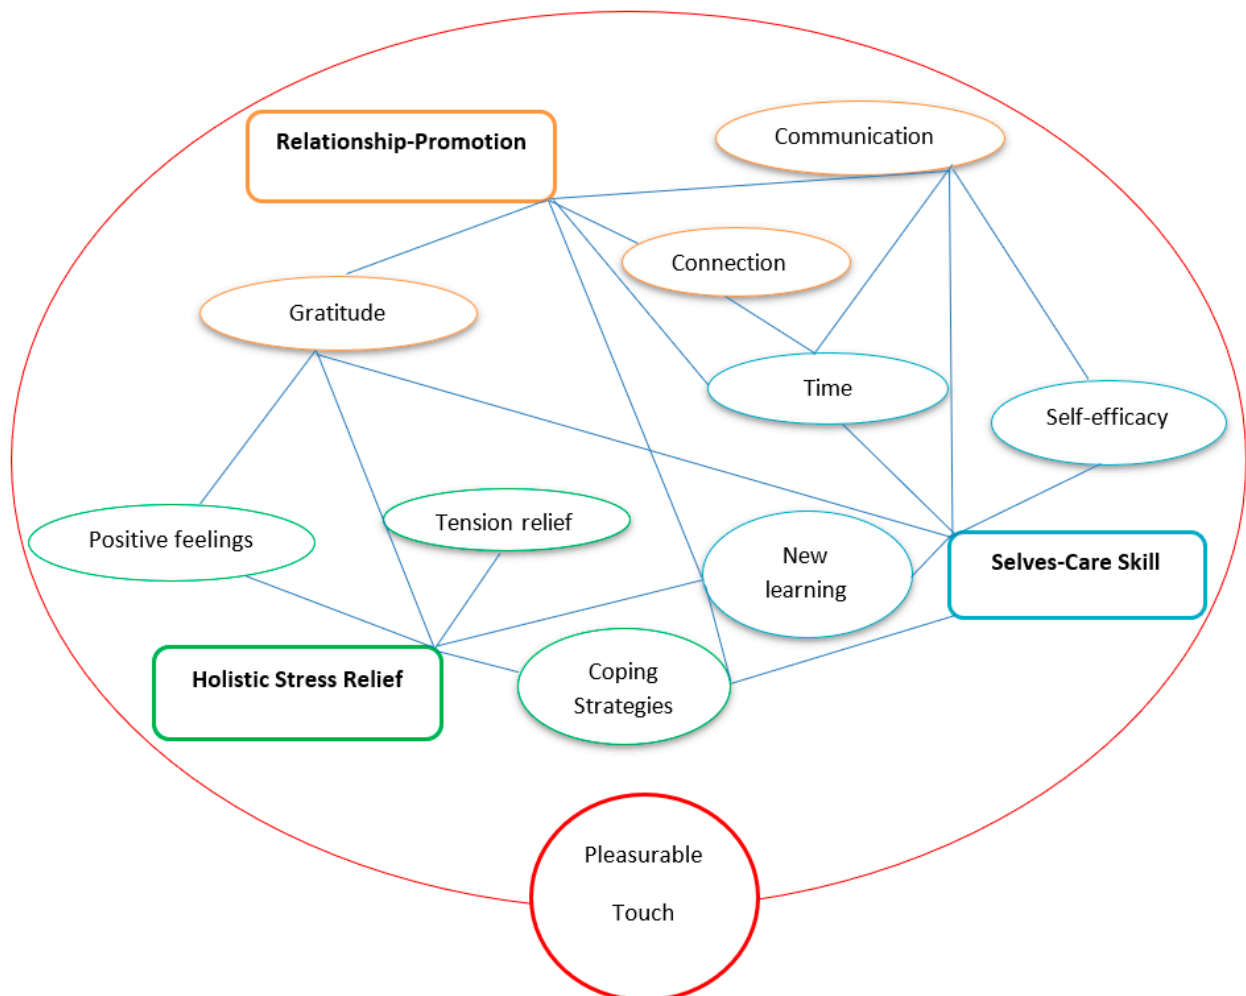 Relationship-Promotion
Communication
Connection
Gratitude
Time
Self-efficacy
Positive feelings
Tension relief
New
learning
Selves-Care Skill
Holistic Stress Relief
Coping
Strategies
Pleasurable
Touch